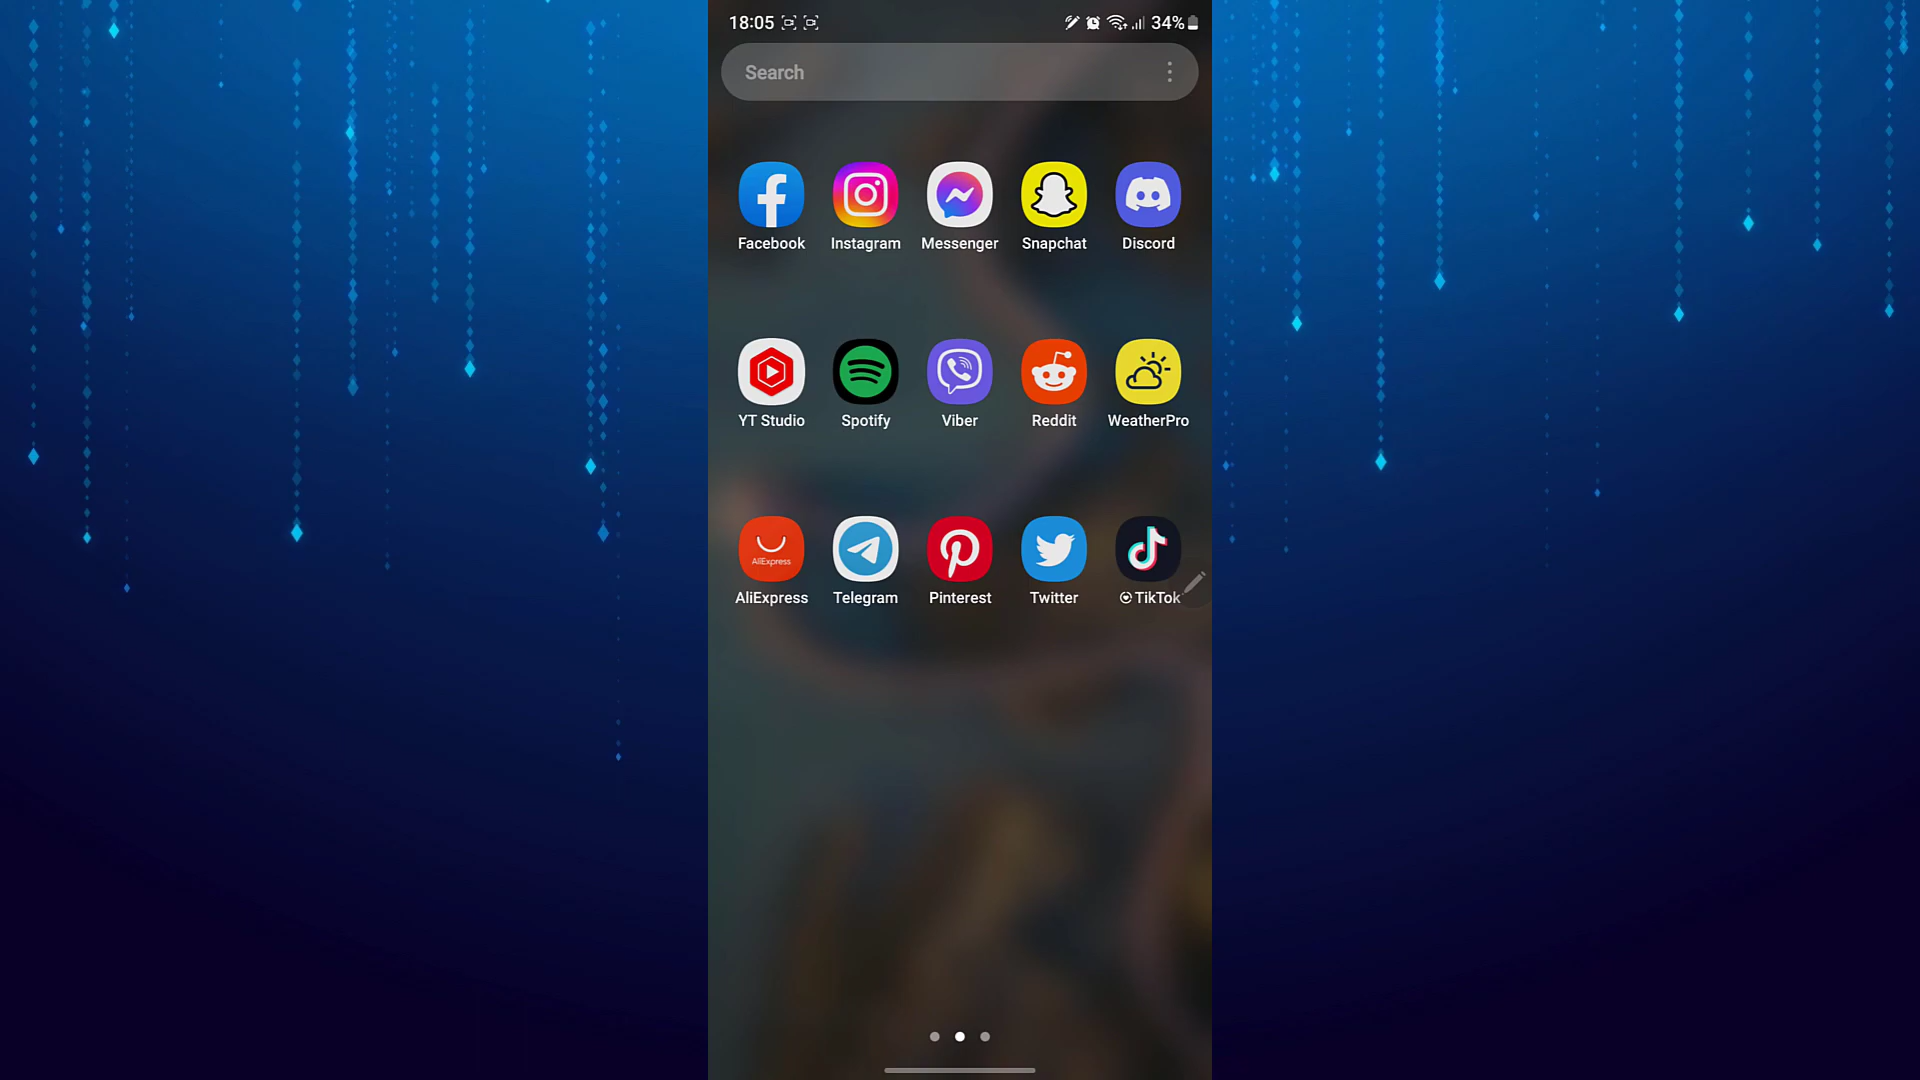 18:05 34%
Search
Facebook Instagram Messenger Snapchat Discord
YT Studio Spotify Viber Reddit WeatherPro
AliExpress
AliExpress Telegram Pinterest Twitter TikTok